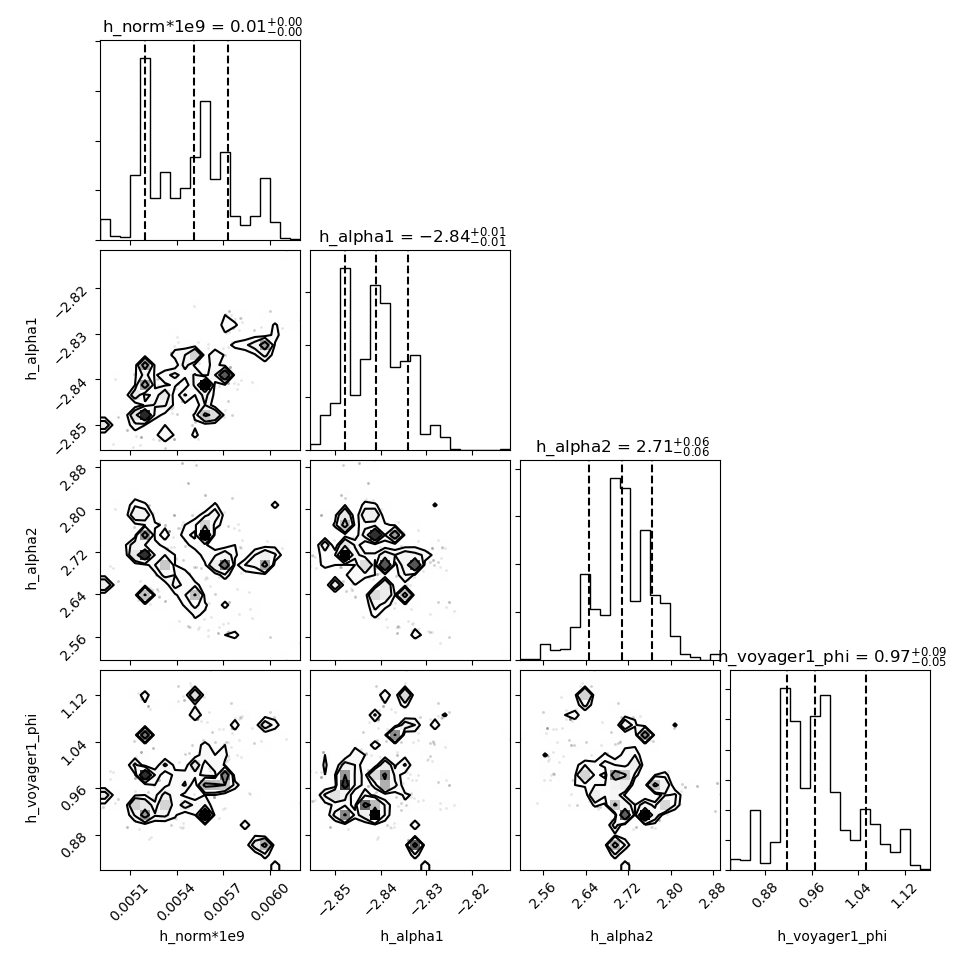 h_norm*1e9 = 0.01+0.00−0.00
h_alpha1 = −2.84+0.01−0.01
−2.82
−2.83
−2.84
−2.85
h_alpha1
h_alpha2 = 2.71+0.06−0.06
2.88
2.80
2.72
2.64
2.56
h_alpha2
h_voyager1_phi = 0.97+0.09−0.05
1.12
1.04
0.96
0.88
h_voyager1_phi
0.0051 0.0054 0.0057 0.0060 −2.85 −2.84 −2.83 −2.82 2.56 2.64 2.72 2.80 2.88 0.88 0.96 1.04 1.12
h_norm*1e9 h_alpha1 h_alpha2 h_voyager1_phi